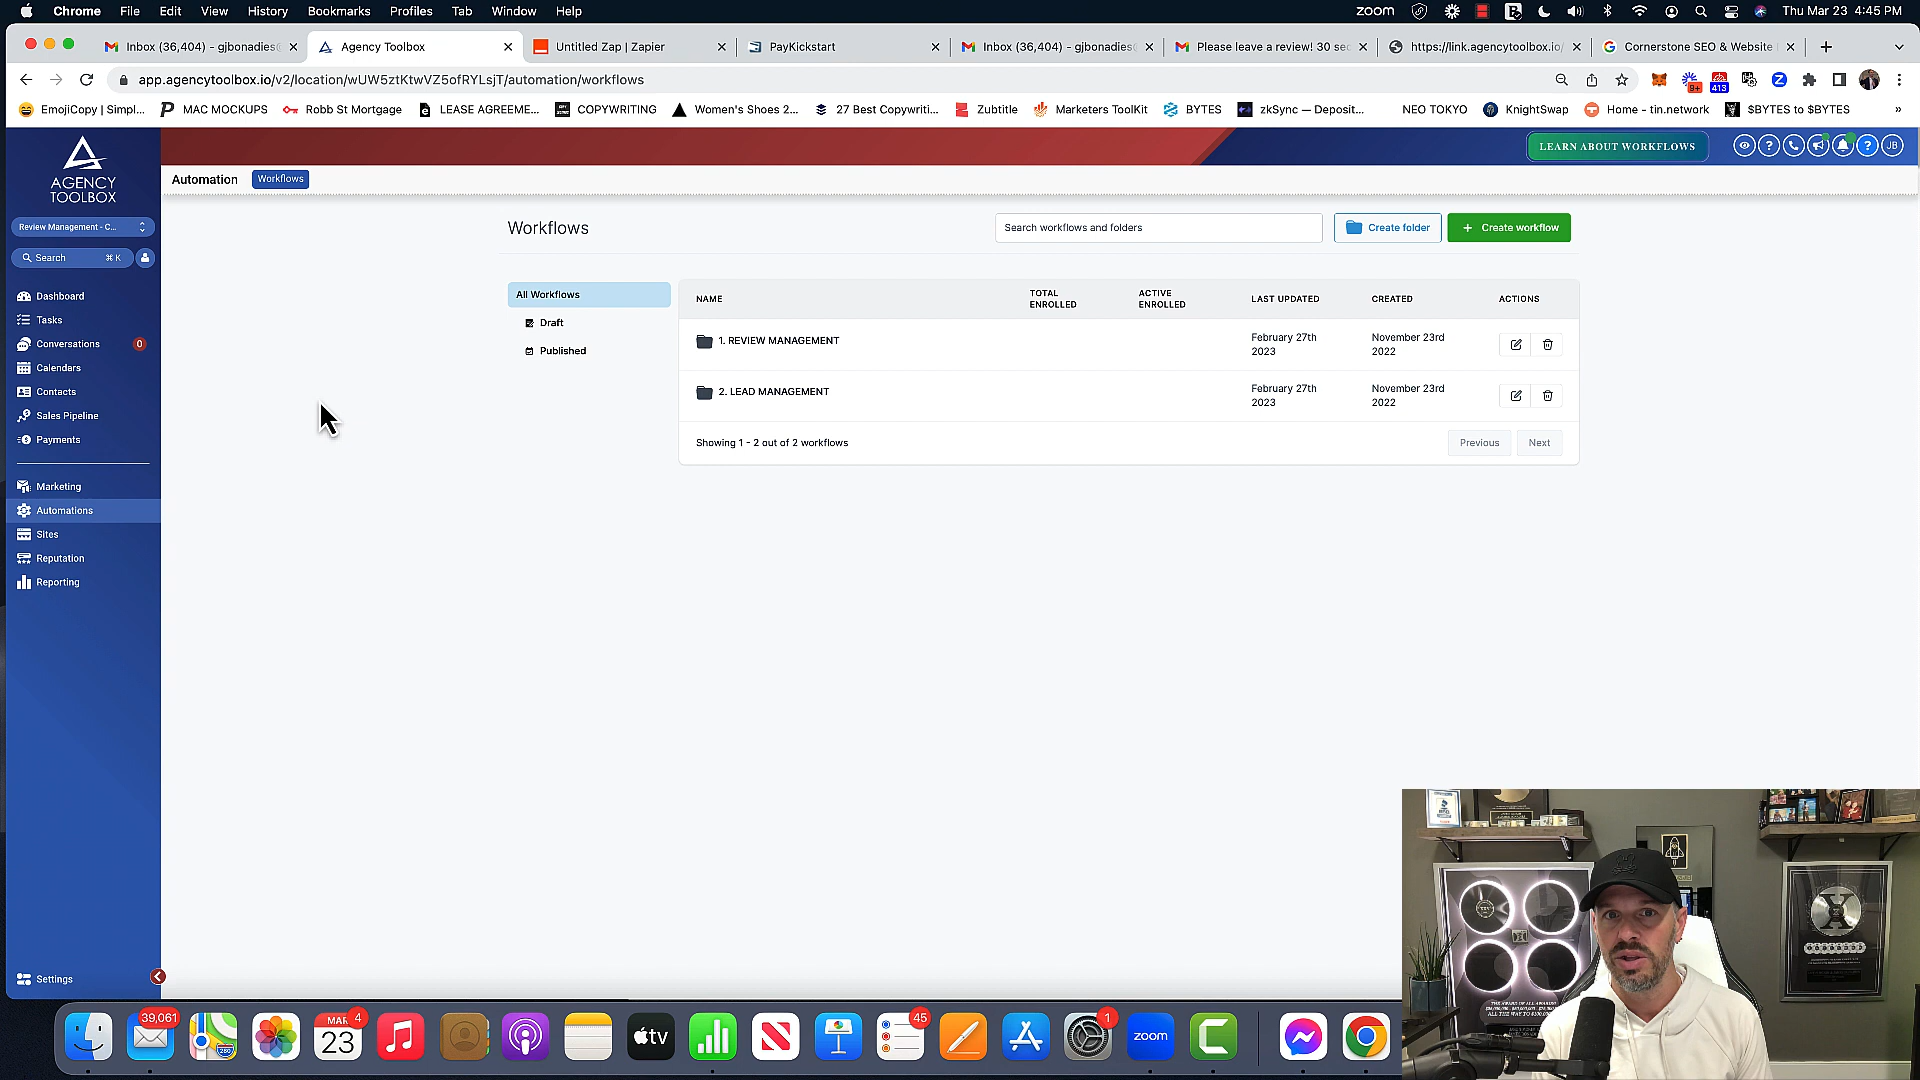 Chrome File Edit View History Bookmarks Profiles Tab Window Help zoom Thu Mar 23 4:45 PM
Inbox (36,404) - gjbonadies Agency Toolbox Untitled Zap | Zapier PayKickstart Inbox (36,404) - gjbonadies Please leave a review! 30 sec https://link.agencytoolbox.io/ Cornerstone SEO & Website
app.agencytoolbox.io/v2/location/wUW5ztKtwVZ5ofRYLsjT/automation/workflows 9+ 413
EmojiCopy | Simpl... MAC MOCKUPS Robb St Mortgage LEASE AGREEME... COPYWRITING Women's Shoes 2... 27 Best Copywriti... Zubtitle Marketers ToolKit BYTES zkSync — Deposit... NEO TOKYO KnightSwap Home - tin.network $BYTES to $BYTES »
LEARN ABOUT WORKFLOWS JB
AGENCY
TOOLBOX
Automation Workflows
Review Management - C...
Search ⌘ K
Dashboard
Tasks
Conversations 0
Calendars
Contacts
Sales Pipeline
Payments
Marketing
Automations
Sites
Reputation
Reporting
Settings
Workflows Search workflows and folders Create folder + Create workflow
All Workflows
Draft
Published
NAME TOTAL ENROLLED ACTIVE ENROLLED LAST UPDATED CREATED ACTIONS
1. REVIEW MANAGEMENT February 27th 2023 November 23rd 2022
2. LEAD MANAGEMENT February 27th 2023 November 23rd 2022
Showing 1 - 2 out of 2 workflows Previous Next
39,061 MAR 4 23 tv 45 1 zoom